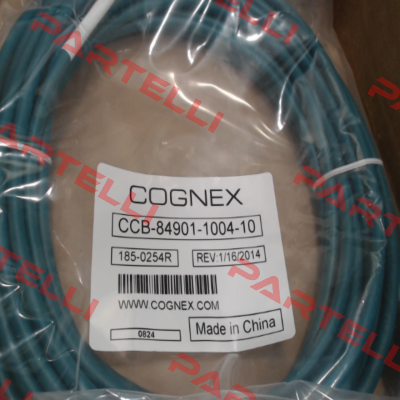 COGNEX
CCB-84901-1004-10
185-0254R REV:1/16/2014
WWW.COGNEX.COM
0824 Made in China
PARTELLI
PARTELLI
PARTELLI
PARTELLI
PARTELLI